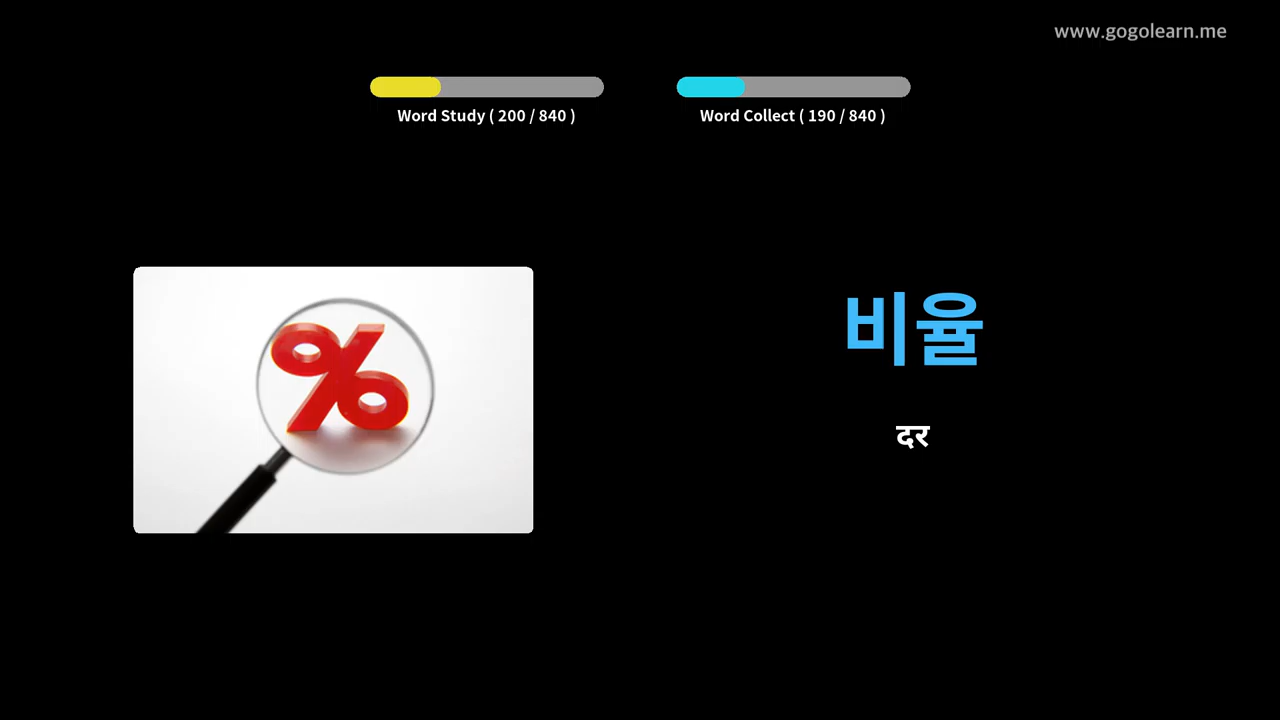 www.gogolearn.me
Word Study ( 200 / 840 )
Word Collect ( 190 / 840 )
%
비율
दर